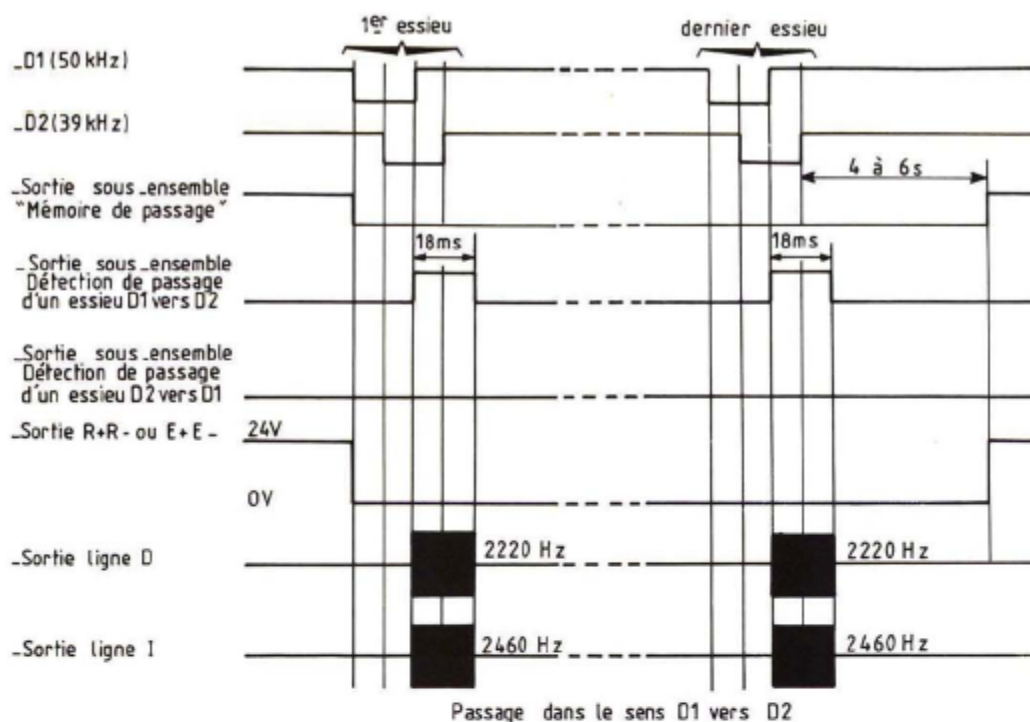 1er essieu
dernier essieu
_D1 (50 kHz)
_D2 (39 kHz)
4 à 6s
_Sortie sous_ensemble
"Mémoire de passage"
18ms
18ms
_Sortie sous_ensemble
Détection de passage
d'un essieu D1 vers D2
_Sortie sous_ensemble
Détection de passage
d'un essieu D2 vers D1
_Sortie R+R- ou E+E-
24V
0V
_Sortie ligne D
2220 Hz
2220 Hz
_Sortie ligne I
2460 Hz
2460 Hz
Passage dans le sens D1 vers D2